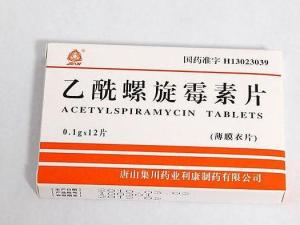 国药准字 H13023039
乙酰螺旋霉素片
ACETYLSPIRAMYCIN TABLETS
0.1g×12片
(薄膜衣片)
唐山集川药业利康制药有限公司